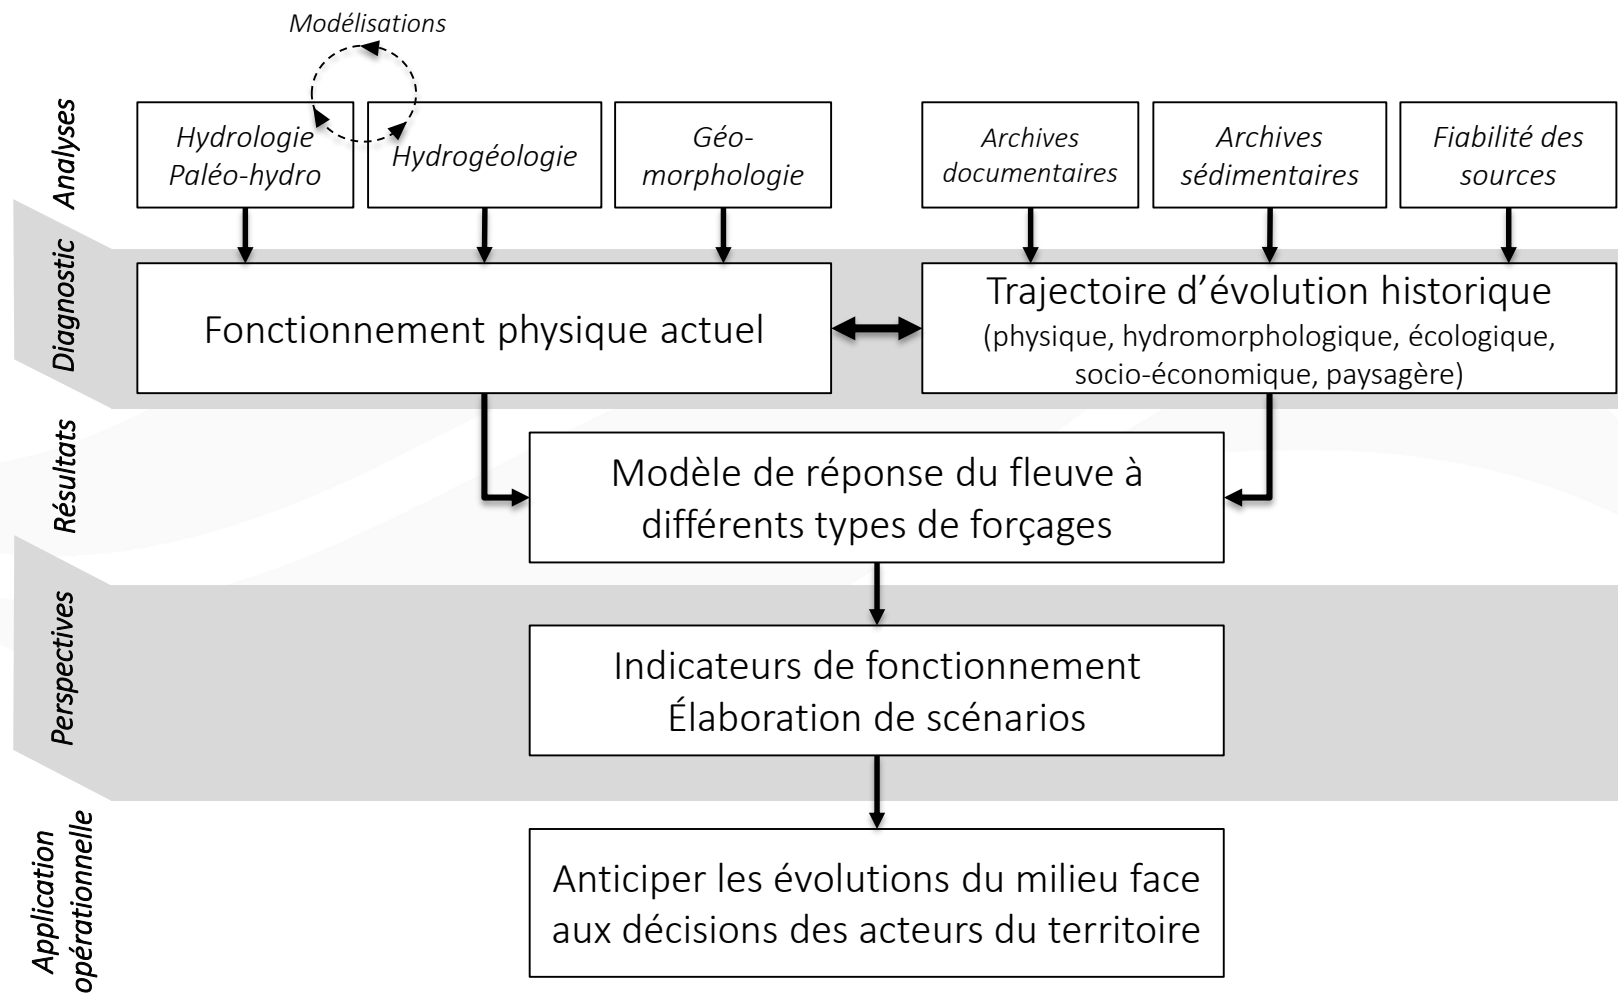 Modélisations
Analyses
Hydrologie
Paléo-hydro
Hydrogéologie
Géo-
morphologie
Archives
documentaires
Archives
sédimentaires
Fiabilité des
sources
Diagnostic
Fonctionnement physique actuel
Trajectoire d’évolution historique
(physique, hydromorphologique, écologique,
socio-économique, paysagère)
Résultats
Modèle de réponse du fleuve à
différents types de forçages
Perspectives
Indicateurs de fonctionnement
Élaboration de scénarios
Application
opérationnelle
Anticiper les évolutions du milieu face
aux décisions des acteurs du territoire